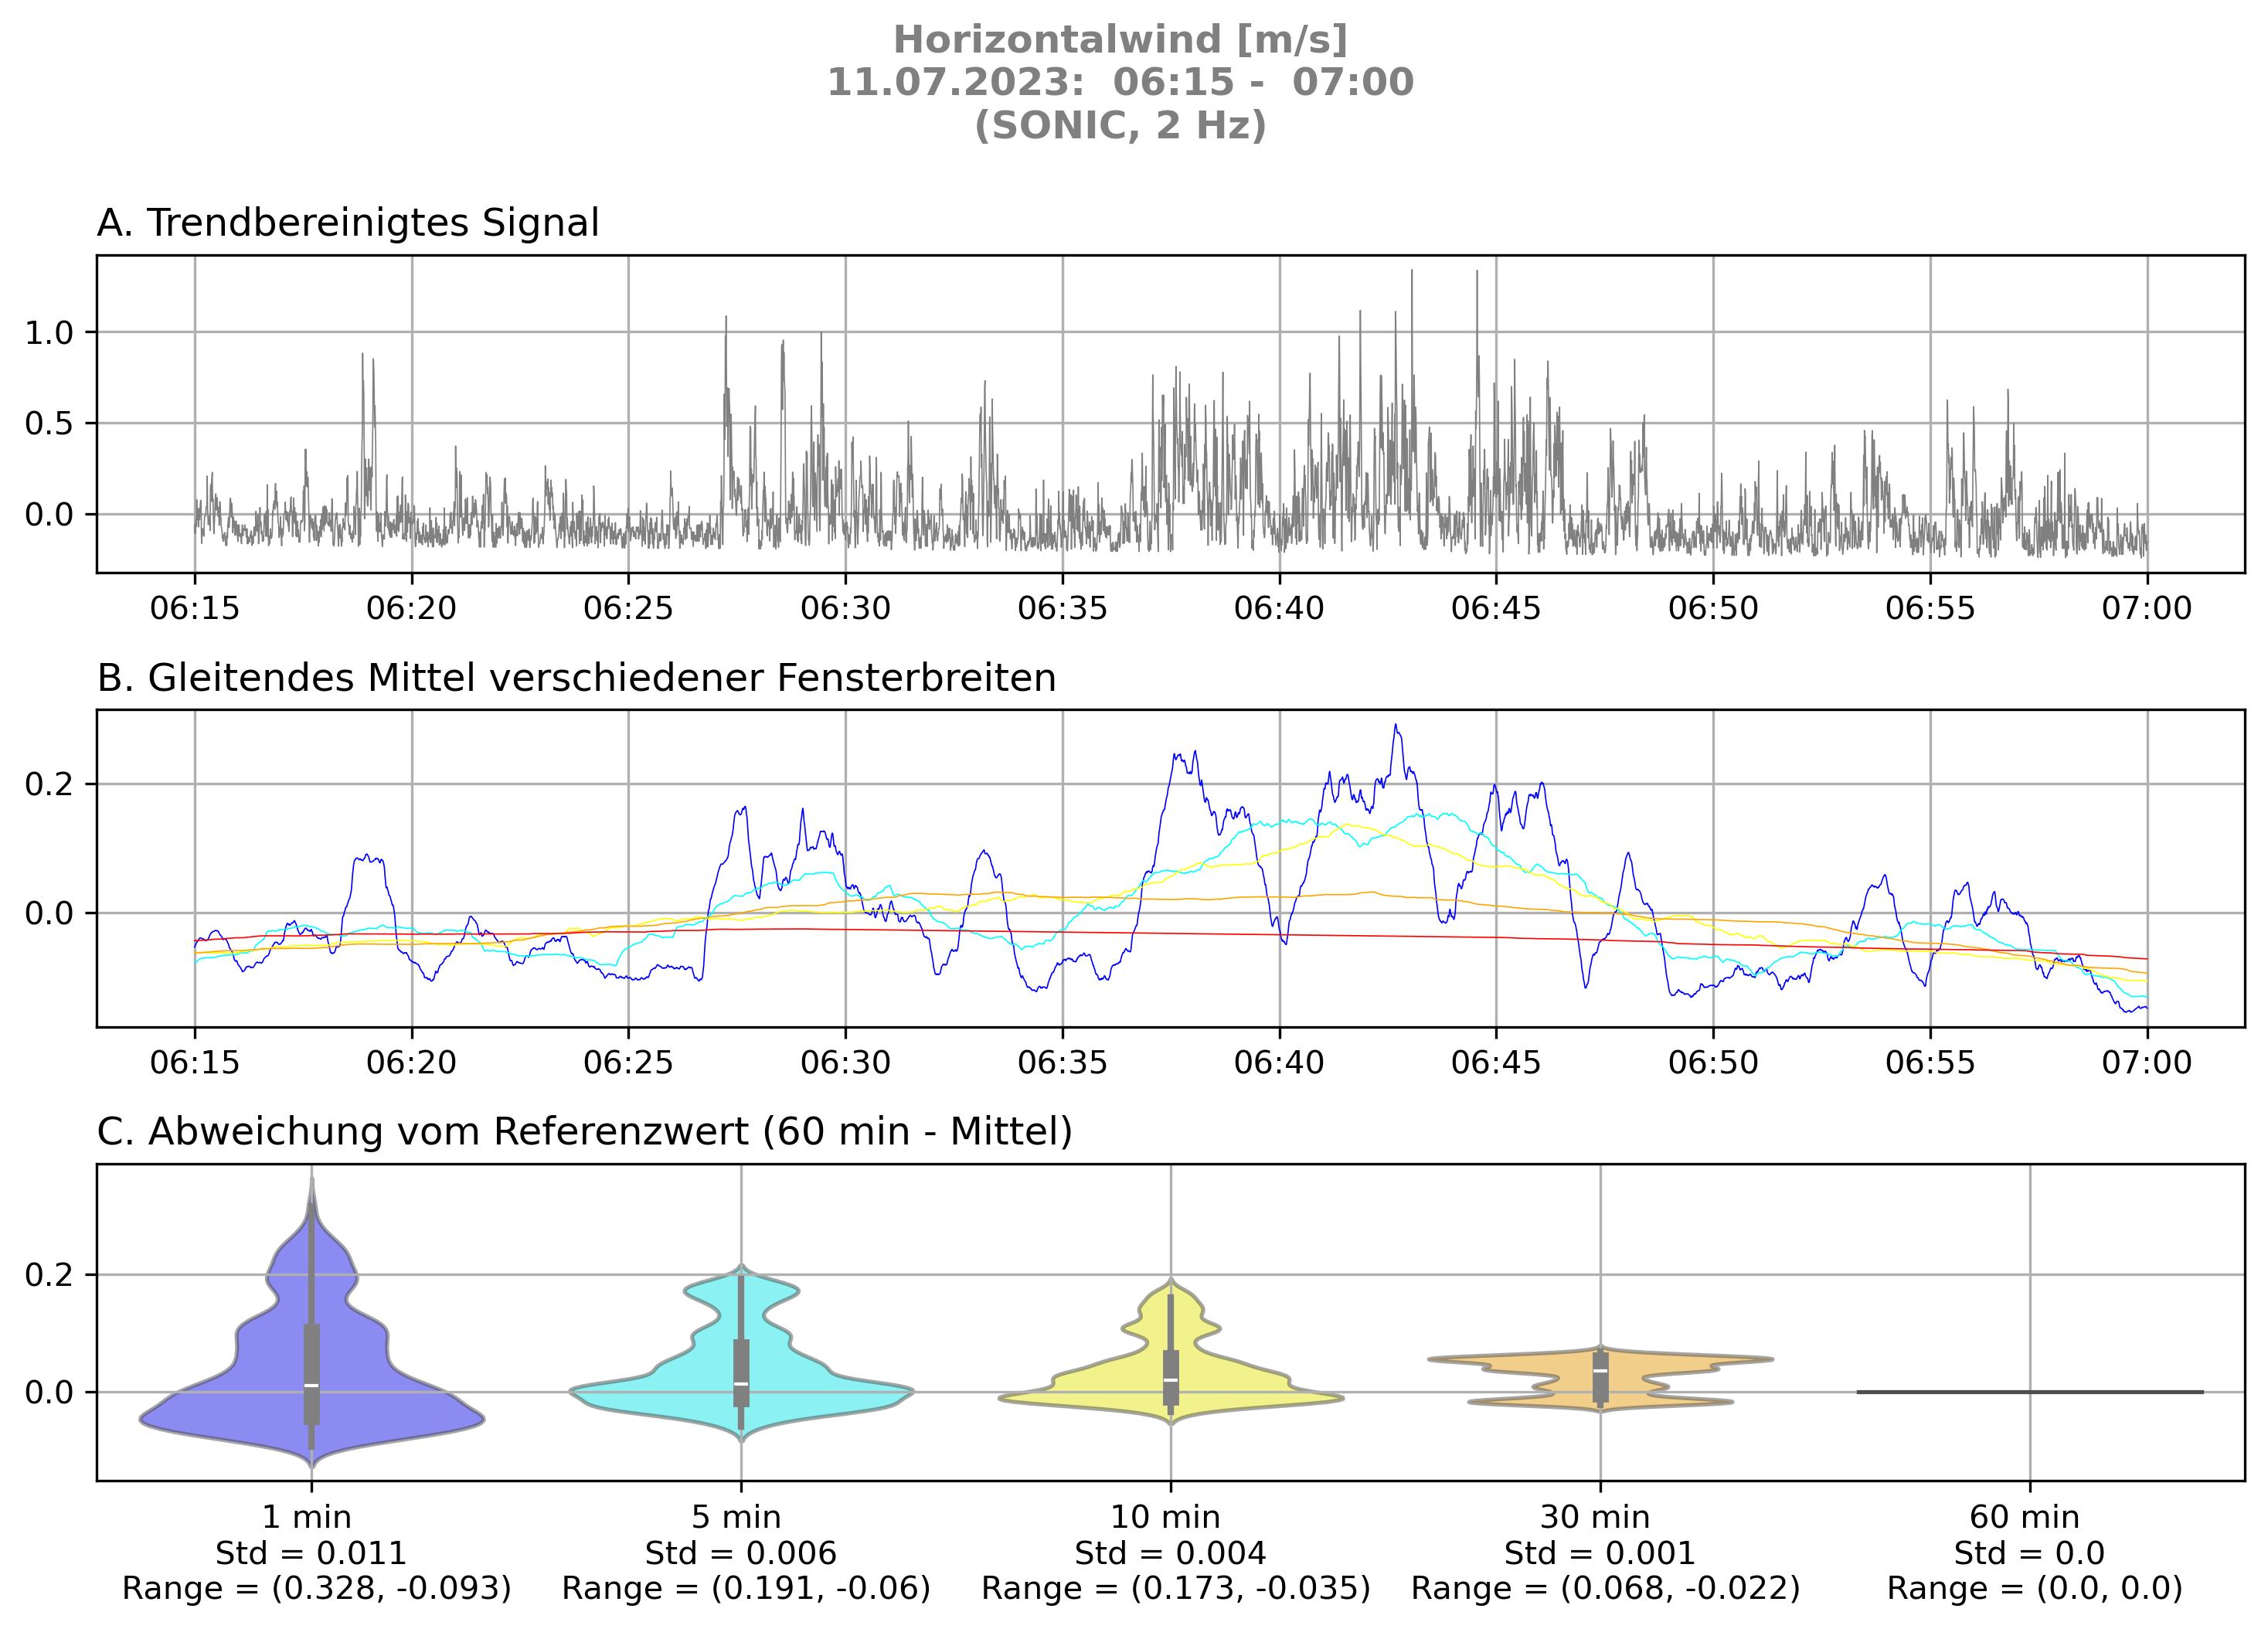 Horizontalwind [m/s]
11.07.2023:  06:15 -  07:00
(SONIC, 2 Hz)
A. Trendbereinigtes Signal
1.0
0.5
0.0
06:15 06:20 06:25 06:30 06:35 06:40 06:45 06:50 06:55 07:00
B. Gleitendes Mittel verschiedener Fensterbreiten
0.2
0.0
06:15 06:20 06:25 06:30 06:35 06:40 06:45 06:50 06:55 07:00
C. Abweichung vom Referenzwert (60 min - Mittel)
0.2
0.0
1 min 5 min 10 min 30 min 60 min
Std = 0.011 Std = 0.006 Std = 0.004 Std = 0.001 Std = 0.0
Range = (0.328, -0.093) Range = (0.191, -0.06) Range = (0.173, -0.035) Range = (0.068, -0.022) Range = (0.0, 0.0)